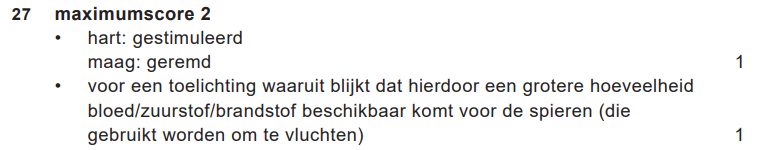 27 maximumscore 2
• hart: gestimuleerd
maag: geremd 1
• voor een toelichting waaruit blijkt dat hierdoor een grotere hoeveelheid
bloed/zuurstof/brandstof beschikbaar komt voor de spieren (die
gebruikt worden om te vluchten) 1